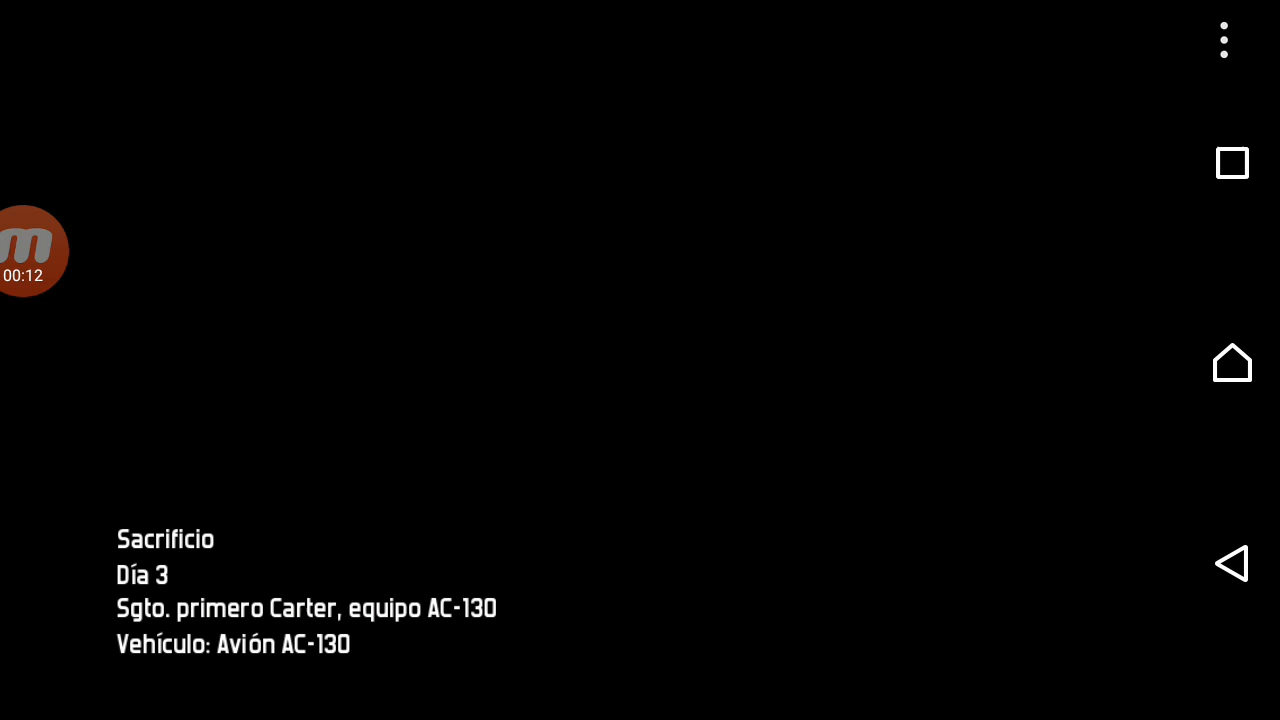 m
00:12
Sacrificio
Día 3
Sgto. primero Carter, equipo AC-130
Vehículo: Avión AC-130